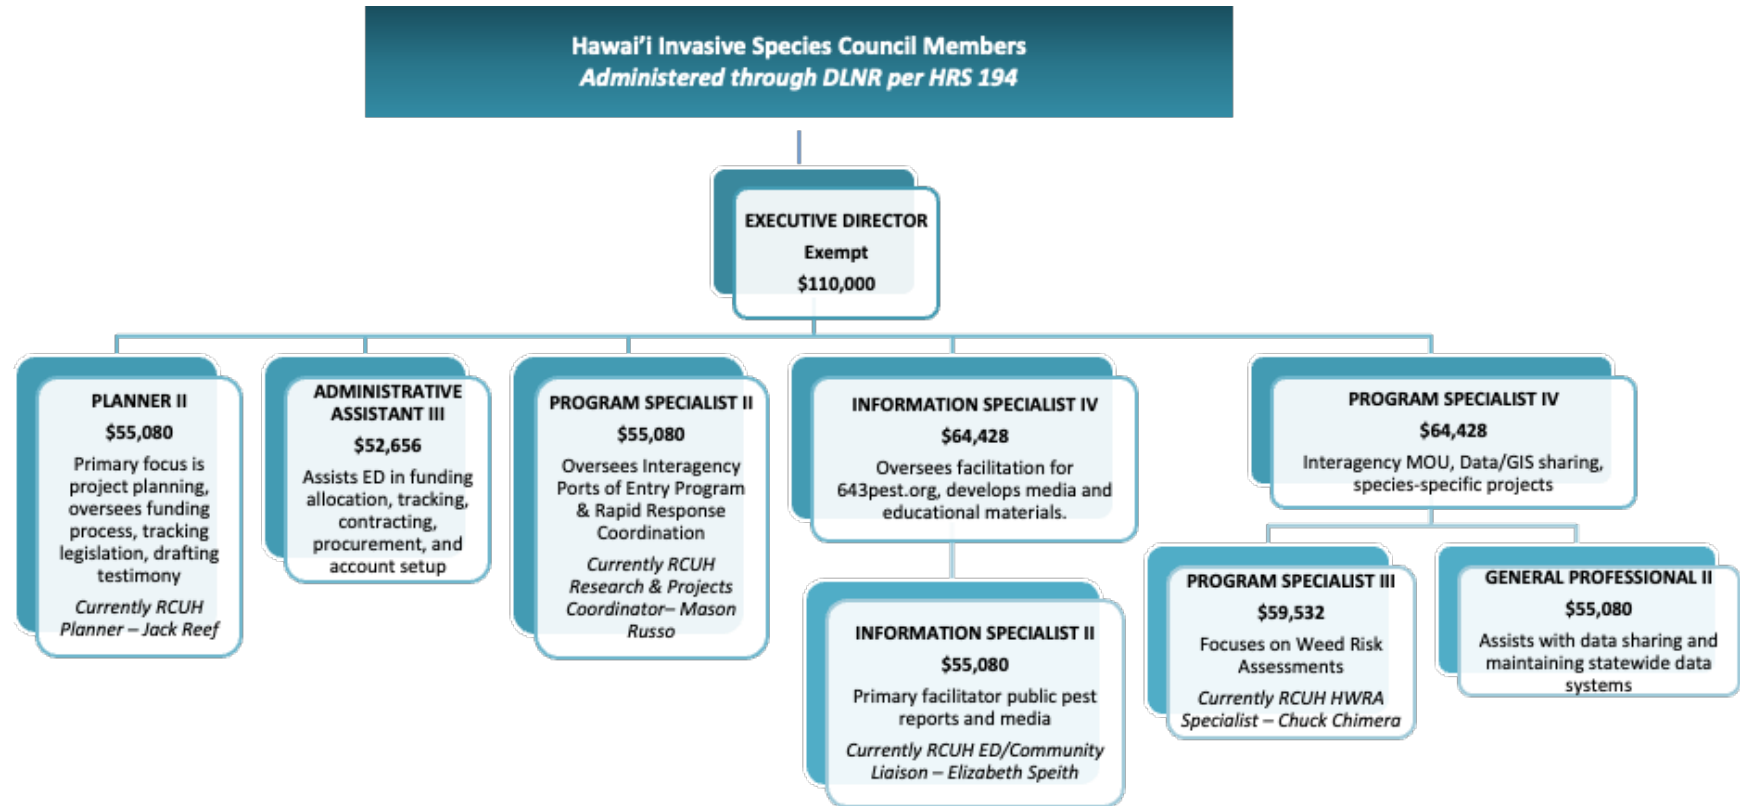 Hawai'i Invasive Species Council Members
Administered through DLNR per HRS 194
EXECUTIVE DIRECTOR
Exempt
$110,000
PLANNER II
$55,080
Primary focus is
project planning,
oversees funding
process, tracking
legislation, drafting
testimony
Currently RCUH
Planner – Jack Reef
ADMINISTRATIVE
ASSISTANT III
$52,656
Assists ED in funding
allocation, tracking,
contracting,
procurement, and
account setup
PROGRAM SPECIALIST II
$55,080
Oversees Interagency
Ports of Entry Program
& Rapid Response
Coordination
Currently RCUH
Research & Projects
Coordinator– Mason
Russo
INFORMATION SPECIALIST IV
$64,428
Oversees facilitation for
643pest.org, develops media and
educational materials.
INFORMATION SPECIALIST II
$55,080
Primary facilitator public pest
reports and media
Currently RCUH ED/Community
Liaison – Elizabeth Speith
PROGRAM SPECIALIST IV
$64,428
Interagency MOU, Data/GIS sharing,
species-specific projects
PROGRAM SPECIALIST III
$59,532
Focuses on Weed Risk
Assessments
Currently RCUH HWRA
Specialist – Chuck Chimera
GENERAL PROFESSIONAL II
$55,080
Assists with data sharing and
maintaining statewide data
systems